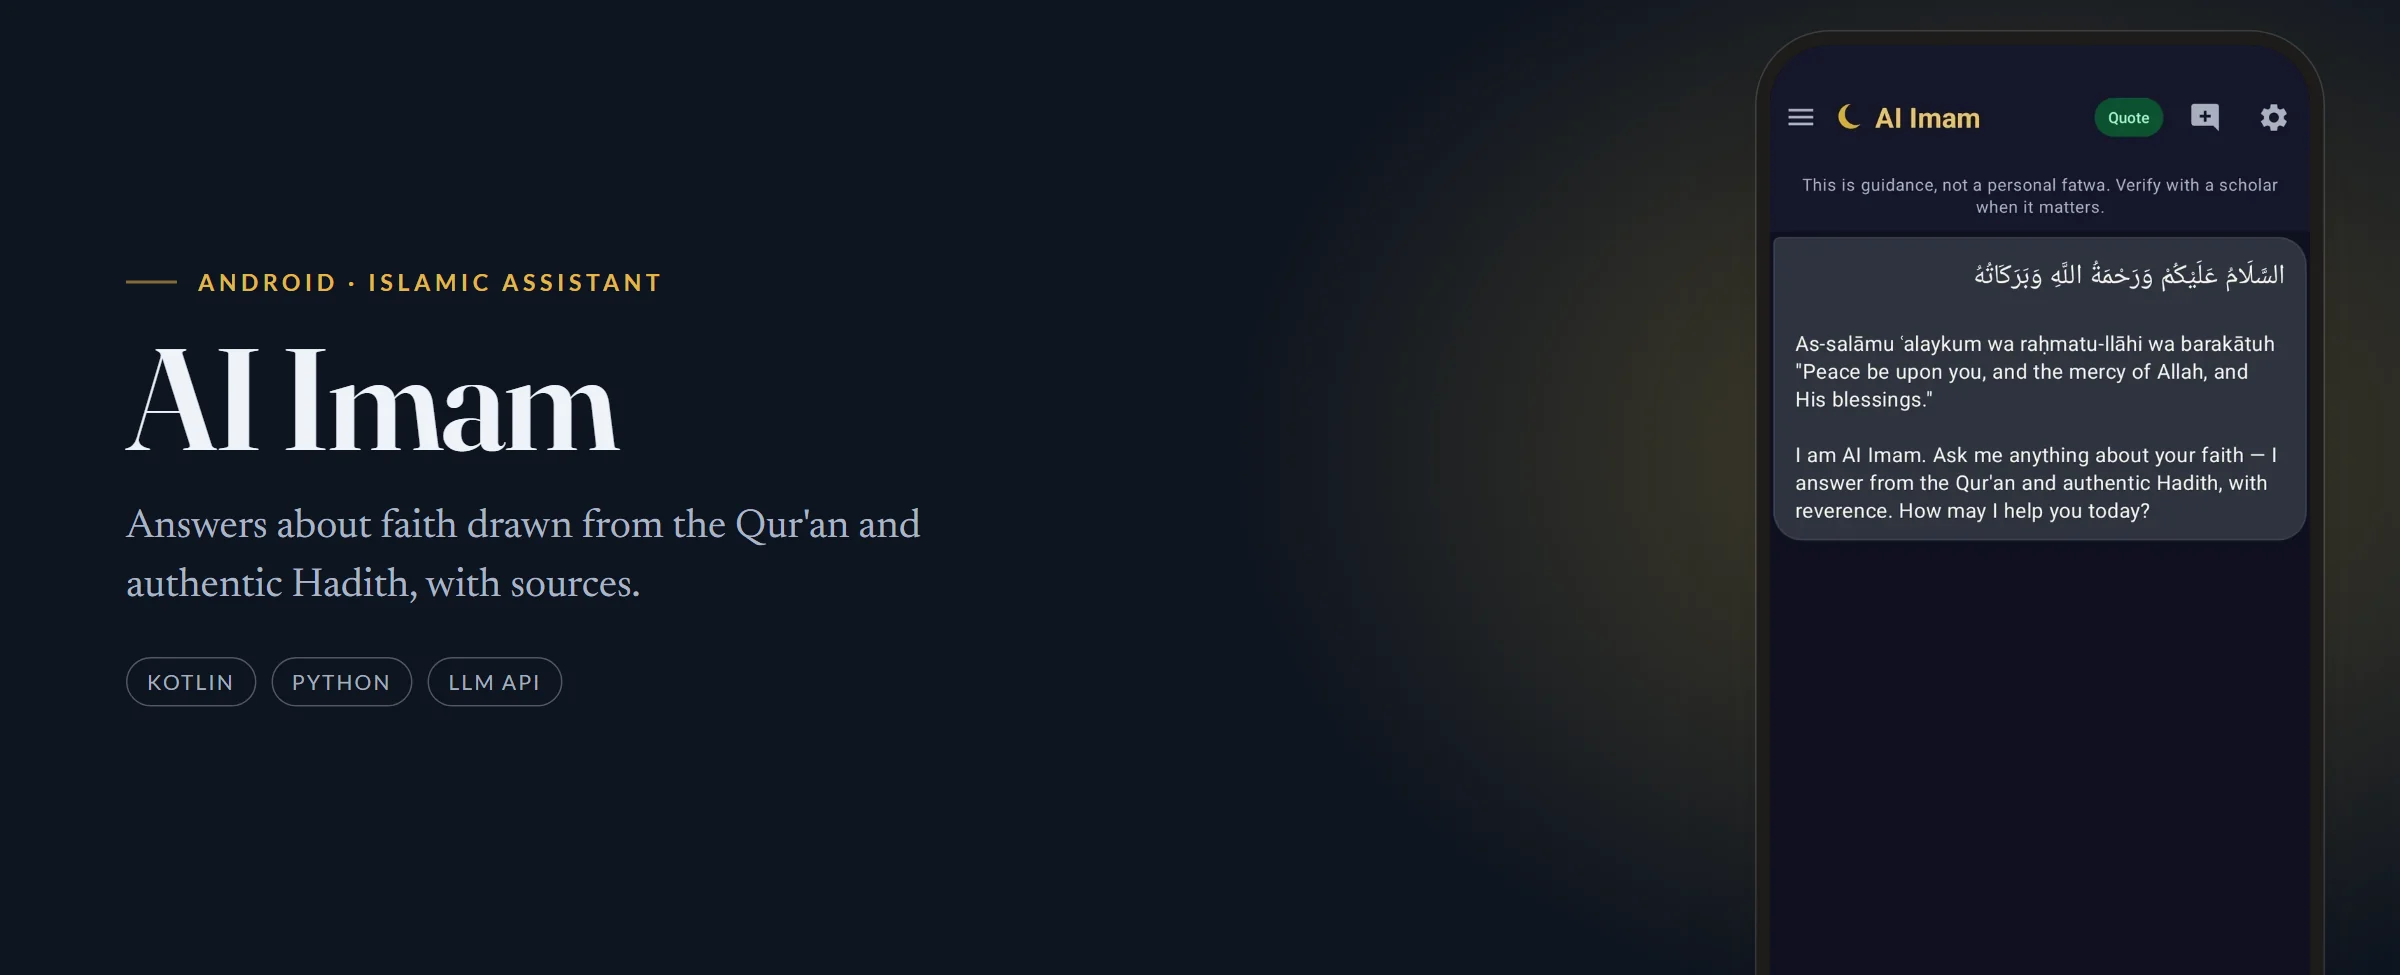 ANDROID · ISLAMIC ASSISTANT
AI Imam
Answers about faith drawn from the Qur'an and
authentic Hadith, with sources.
KOTLIN
PYTHON
LLM API
AI Imam
Quote
This is guidance, not a personal fatwa. Verify with a scholar
when it matters.
السَّلَامُ عَلَيْكُمْ وَرَحْمَةُ اللَّهِ وَبَرَكَاتُهُ
As-salāmu ʿalaykum wa raḥmatu-llāhi wa barakātuh
"Peace be upon you, and the mercy of Allah, and
His blessings."
I am AI Imam. Ask me anything about your faith — I
answer from the Qur'an and authentic Hadith, with
reverence. How may I help you today?